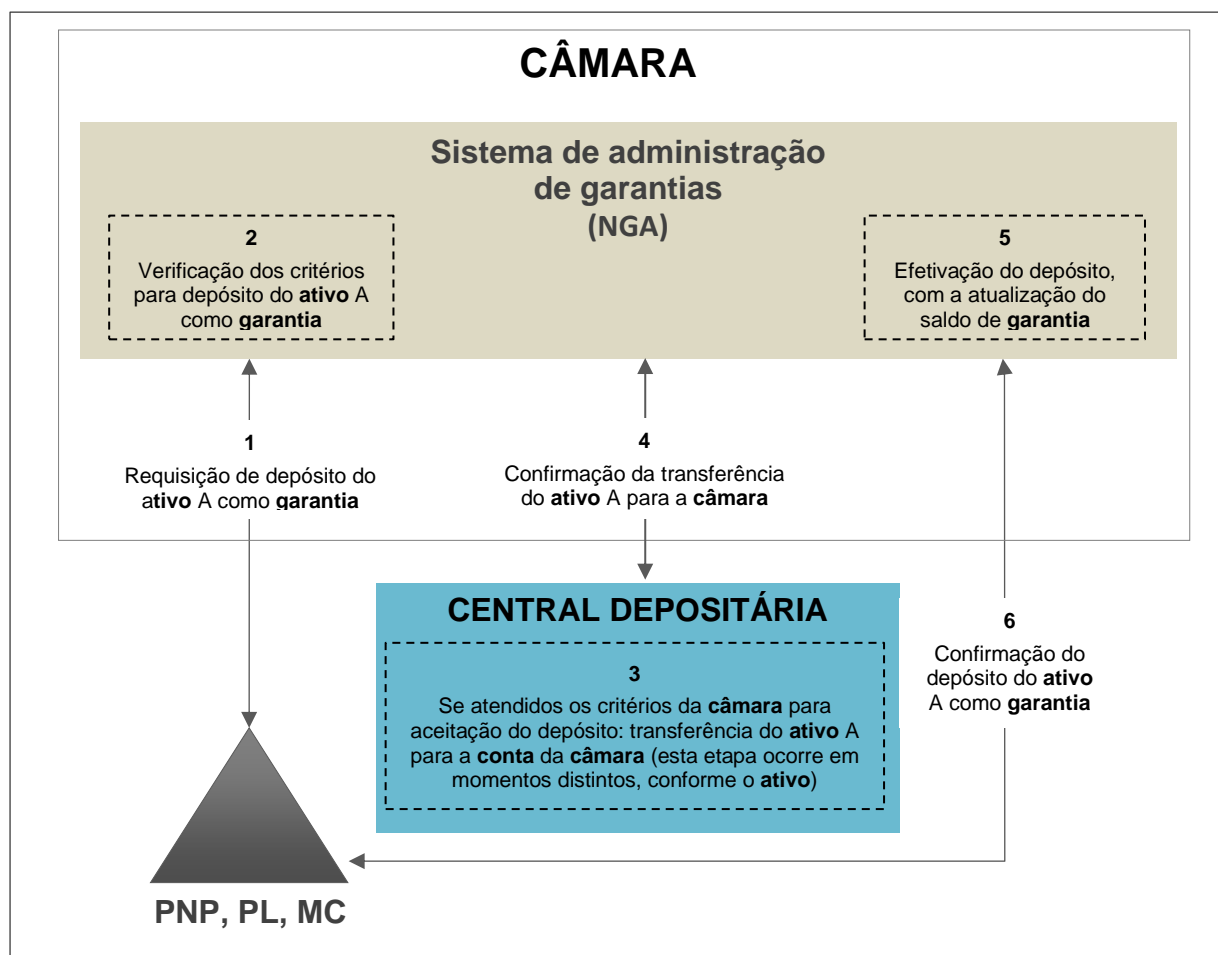 CÂMARA
Sistema de administração
de garantias
(NGA)
2
Verificação dos critérios
para depósito do ativo A
como garantia
5
Efetivação do depósito,
com a atualização do
saldo de garantia
1
Requisição de depósito do
ativo A como garantia
4
Confirmação da transferência
do ativo A para a câmara
CENTRAL DEPOSITÁRIA
3
Se atendidos os critérios da câmara para
aceitação do depósito: transferência do ativo A
para a conta da câmara (esta etapa ocorre em
momentos distintos, conforme o ativo)
6
Confirmação do
depósito do ativo
A como garantia
PNP, PL, MC